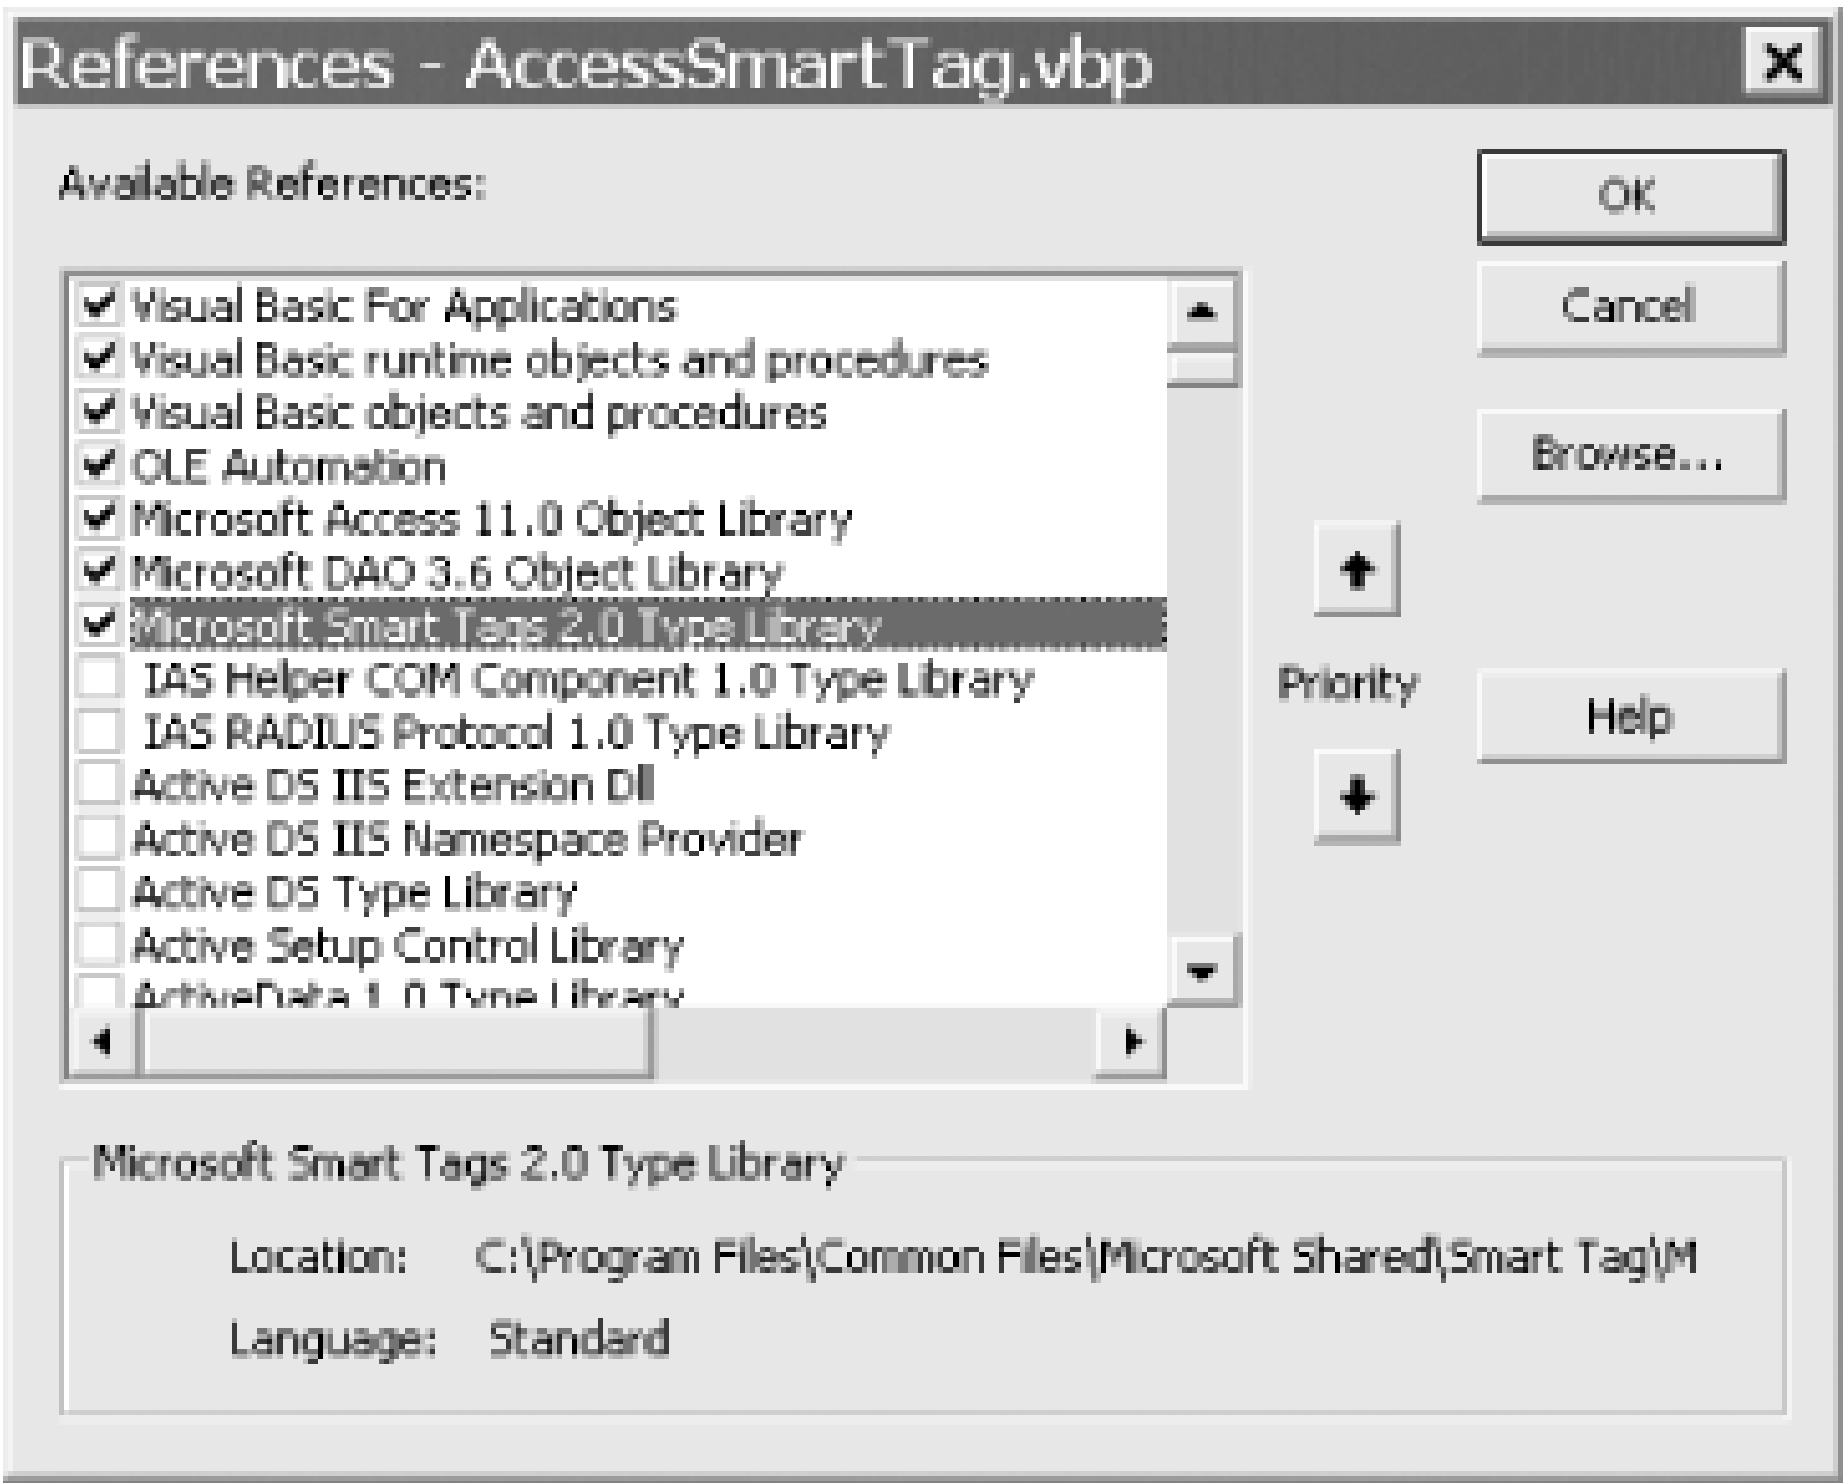 References - AccessSmartTag.vbp
Available References:
OK
Cancel
Browse...
Visual Basic For Applications
Visual Basic runtime objects and procedures
Visual Basic objects and procedures
OLE Automation
Microsoft Access 11.0 Object Library
Microsoft DAO 3.6 Object Library
Microsoft Smart Tags 2.0 Type Library
IAS Helper COM Component 1.0 Type Library
IAS RADIUS Protocol 1.0 Type Library
Active DS IIS Extension Dll
Active DS IIS Namespace Provider
Active DS Type Library
Active Setup Control Library
ActiveData 1.0 Type Library
Priority
Help
Microsoft Smart Tags 2.0 Type Library
Location: C:\Program Files\Common Files\Microsoft Shared\Smart Tag\M
Language: Standard